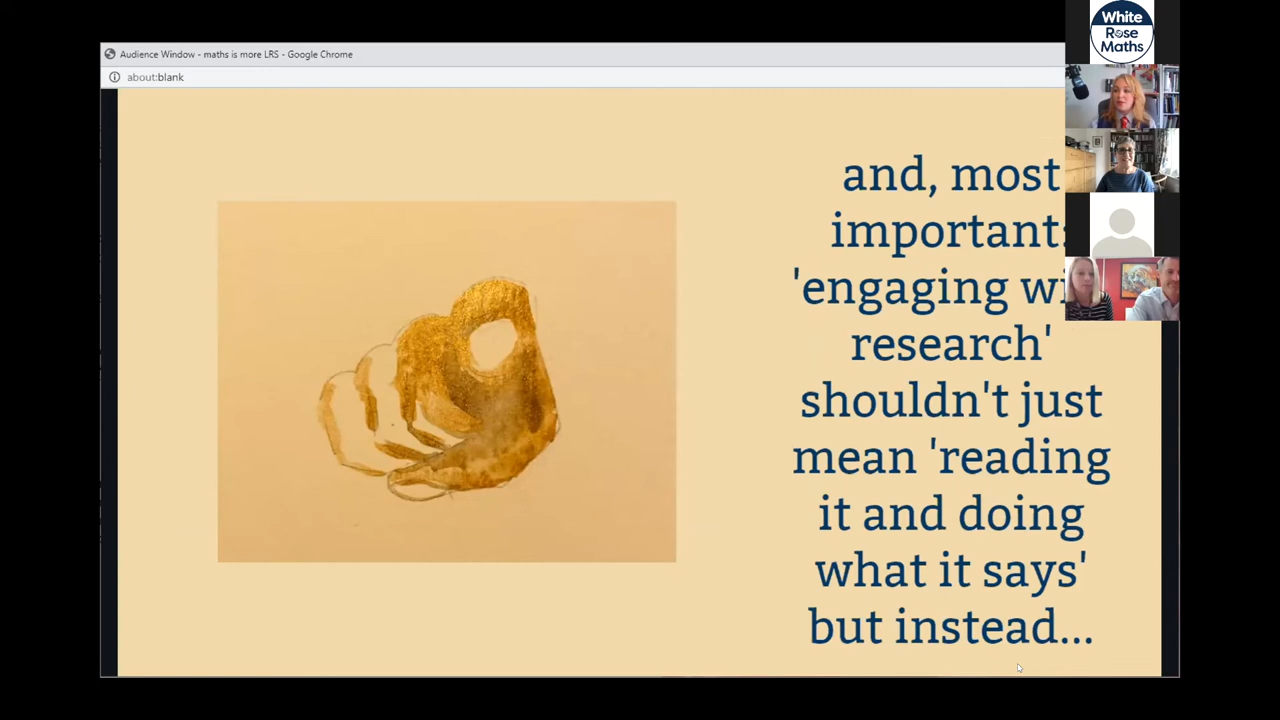 White
Rose
Maths
Audience Window - maths is more LRS - Google Chrome
about:blank
and, most
important:
'engaging
research'
shouldn't just
mean 'reading
it and doing
what it says'
but instead...